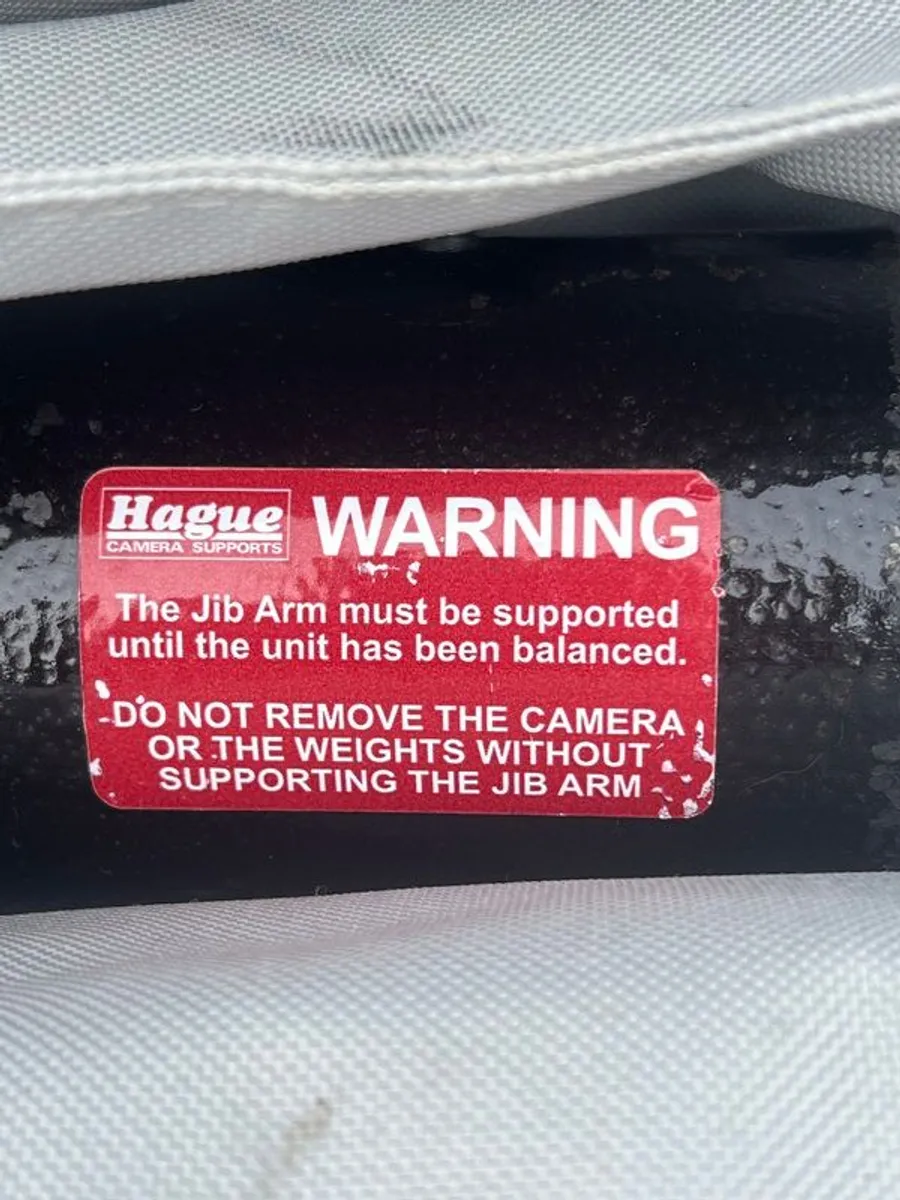 Hague
CAMERA SUPPORTS
WARNING
The Jib Arm must be supported
until the unit has been balanced.
DO NOT REMOVE THE CAMERA
OR THE WEIGHTS WITHOUT
SUPPORTING THE JIB ARM